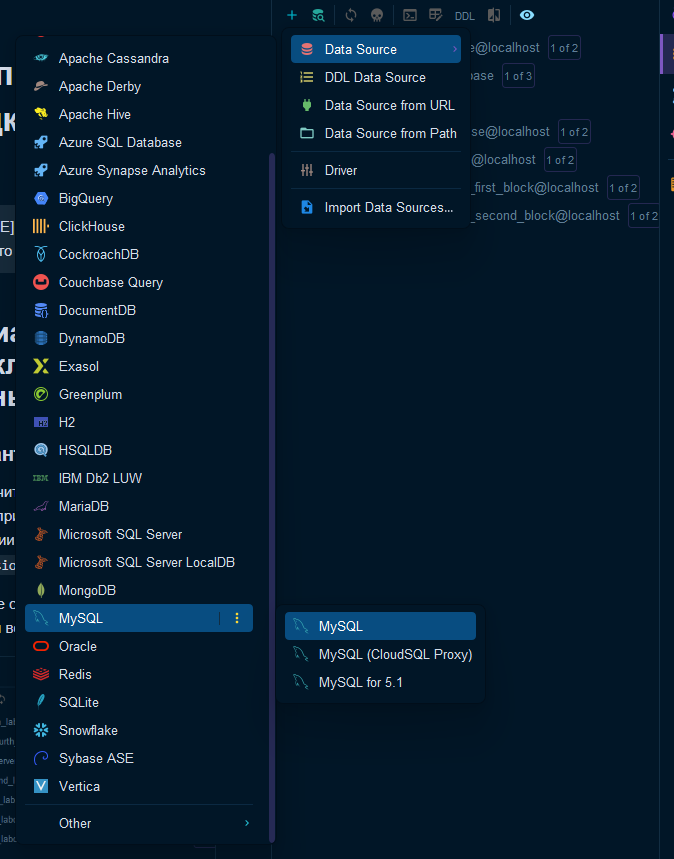 DDL
Data Source
e@localhost 1 of 2
DDL Data Source
1 of 3
Data Source from URL
Data Source from Path
se@localhost 1 of 2
@localhost 1 of 2
Driver
_first_block@localhost 1 of 2
Import Data Sources...
_second_block@localhost 1 of 2
Apache Cassandra
Apache Derby
Apache Hive
Azure SQL Database
Azure Synapse Analytics
BigQuery
ClickHouse
CockroachDB
Couchbase Query
DocumentDB
DynamoDB
Exasol
Greenplum
H2
HSQLDB
IBM Db2 LUW
MariaDB
Microsoft SQL Server
Microsoft SQL Server LocalDB
MongoDB
MySQL
Oracle
Redis
SQLite
Snowflake
Sybase ASE
Vertica
Other
MySQL
MySQL (CloudSQL Proxy)
MySQL for 5.1